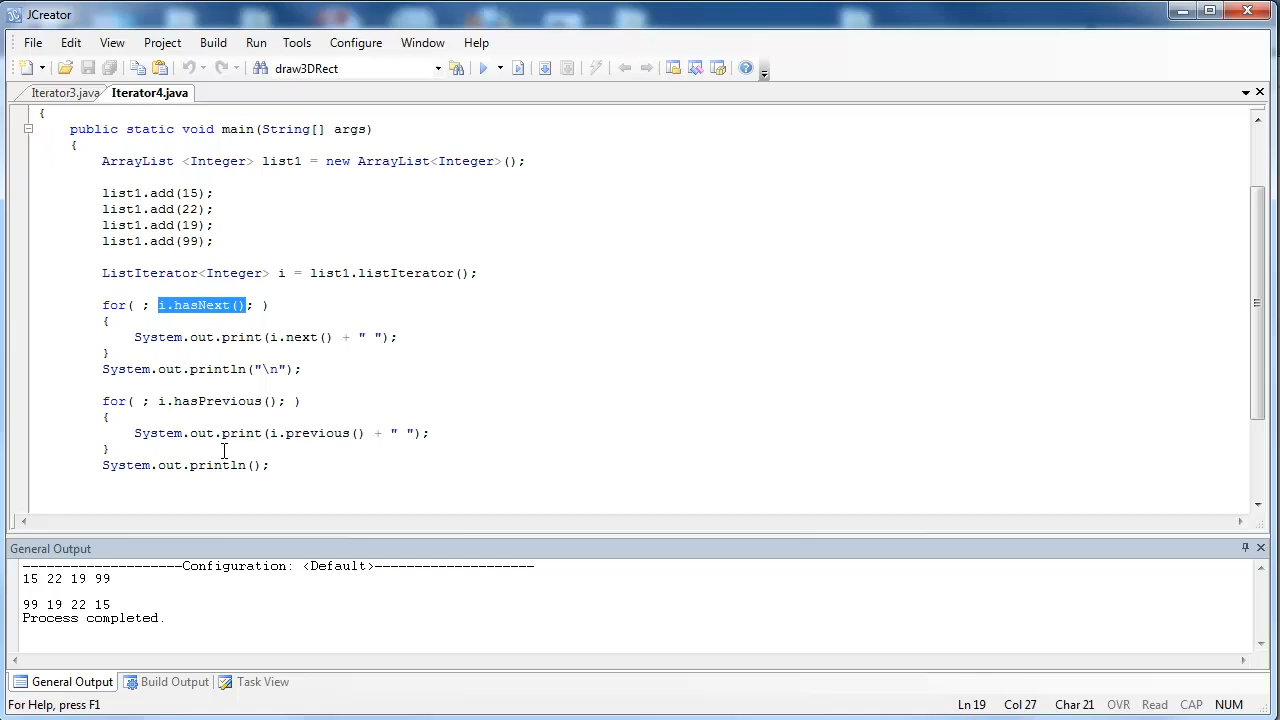 JCreator
File Edit View Project Build Run Tools Configure Window Help
draw3DRect
Iterator3.java Iterator4.java
{
public static void main(String[] args)
{
ArrayList <Integer> list1 = new ArrayList<Integer>();
list1.add(15);
list1.add(22);
list1.add(19);
list1.add(99);
ListIterator<Integer> i = list1.listIterator();
for( ; i.hasNext(); )
{
System.out.print(i.next() + " ");
}
System.out.println("\n");
for( ; i.hasPrevious(); )
{
System.out.print(i.previous() + " ");
}
System.out.println();
General Output
--------------------Configuration: <Default>--------------------
15 22 19 99
99 19 22 15
Process completed.
General Output Build Output Task View
For Help, press F1 Ln 19 Col 27 Char 21 OVR Read CAP NUM